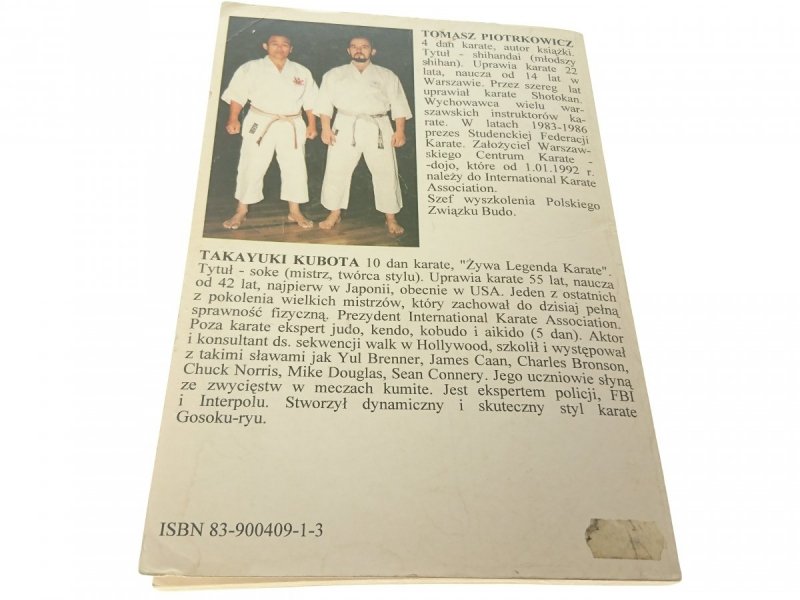 TOMASZ PIOTRKOWICZ
4 dan karate, autor książki.
Tytuł - shihandai (młodszy
shihan). Uprawia karate 22
lata, naucza od 14 lat w
Warszawie. Przez szereg lat
uprawiał karate Shotokan.
Wychowawca wielu war-
szawskich instruktorów ka-
rate. W latach 1983-1986
prezes Studenckiej Federacji
Karate. Założyciel Warszaw-
skiego Centrum Karate -
-dojo, które od 1.01.1992 r.
należy do International Karate
Association.
Szef wyszkolenia Polskiego
Związku Budo.
TAKAYUKI KUBOTA 10 dan karate, "Żywa Legenda Karate".
Tytuł - soke (mistrz, twórca stylu). Uprawia karate 55 lat, naucza
od 42 lat, najpierw w Japonii, obecnie w USA. Jeden z ostatnich
z pokolenia wielkich mistrzów, który zachował do dzisiaj pełną
sprawność fizyczną. Prezydent International Karate Association.
Poza karate ekspert judo, kendo, kobudo i aikido (5 dan). Aktor
i konsultant ds. sekwencji walk w Hollywood, szkolił i występował
z takimi sławami jak Yul Brenner, James Caan, Charles Bronson,
Chuck Norris, Mike Douglas, Sean Connery. Jego uczniowie słyną
ze zwycięstw w meczach kumite. Jest ekspertem policji, FBI
i Interpolu. Stworzył dynamiczny i skuteczny styl karate
Gosoku-ryu.
ISBN 83-900409-1-3